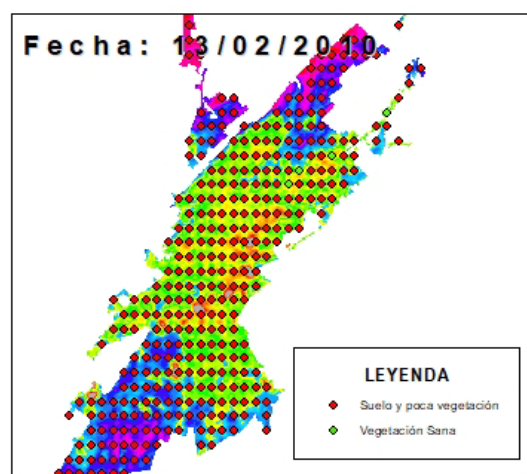 Fecha: 13/02/2010
LEYENDA
Suelo y poca vegetación
Vegetación Sana